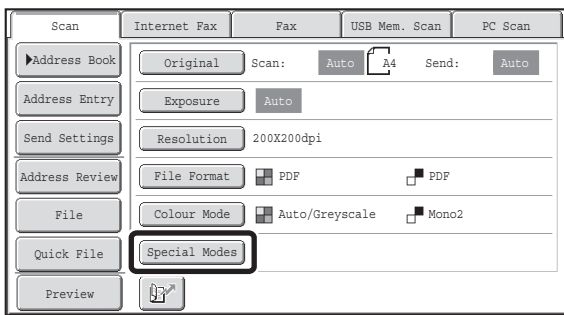 Scan Internet Fax Fax USB Mem. Scan PC Scan
Address Book Original Scan: Auto A4 Send: Auto
Address Entry Exposure Auto
Send Settings Resolution 200X200dpi
Address Review File Format PDF PDF
File Colour Mode Auto/Greyscale Mono2
Quick File Special Modes
Preview